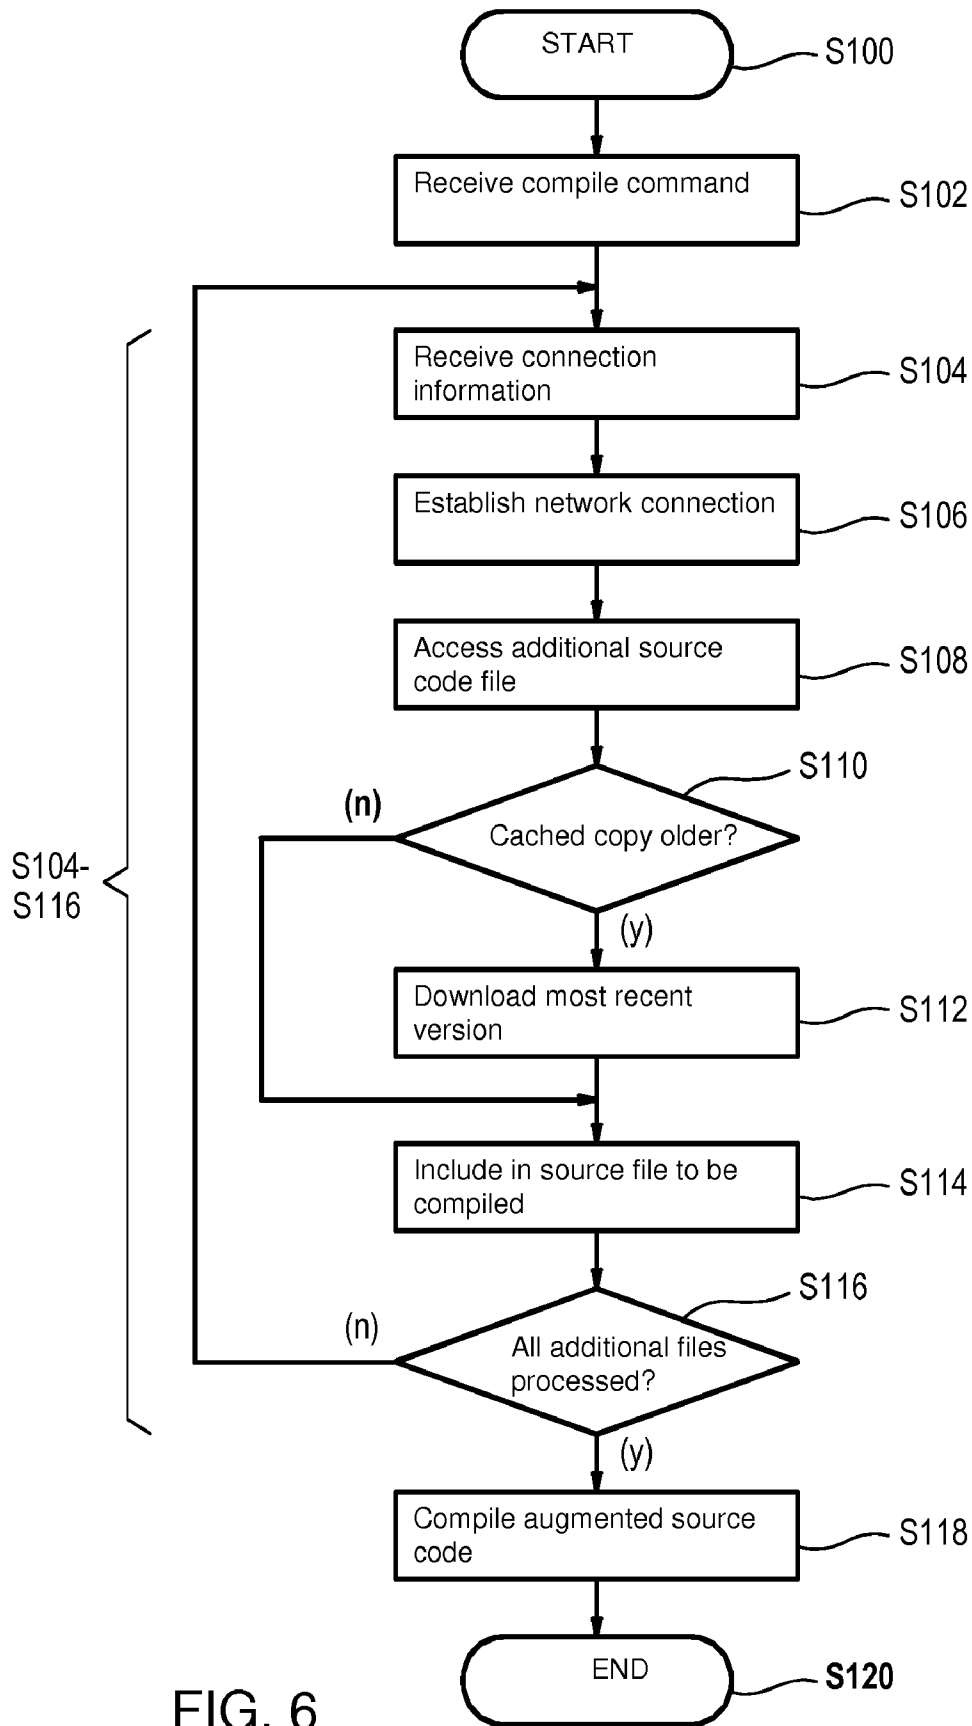 START
S100
Receive compile command
S102
Receive connection
information
S104
Establish network connection
S106
Access additional source
code file
S108
S110
(n)
Cached copy older?
S104-
S116
(y)
Download most recent
version
S112
Include in source file to be
compiled
S114
S116
(n)
All additional files
processed?
(y)
Compile augmented source
code
S118
END
S120
FIG. 6